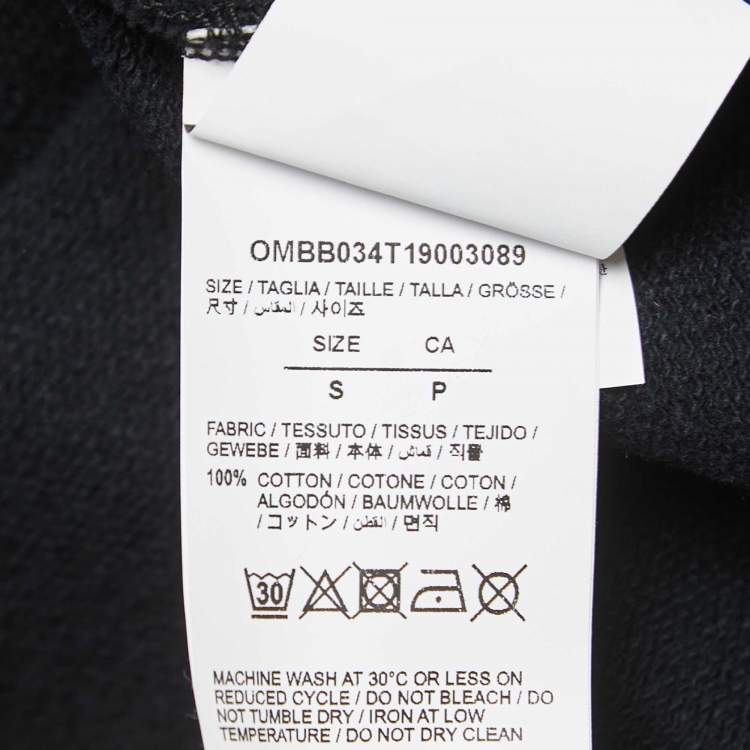 OMBB034T19003089
SIZE / TAGLIA / TAILLE / TALLA / GRÖSSE /
尺寸 / المقاس / 사이즈
SIZE CA
S P
FABRIC / TESSUTO / TISSUS / TEJIDO /
GEWEBE / 面料 / 本体 / قماش / 직물
100% COTTON / COTONE / COTON /
ALGODÓN / BAUMWOLLE / 棉
/ コットン / القطن / 면직
30
MACHINE WASH AT 30°C OR LESS ON
REDUCED CYCLE / DO NOT BLEACH / DO
NOT TUMBLE DRY / IRON AT LOW
TEMPERATURE / DO NOT DRY CLEAN